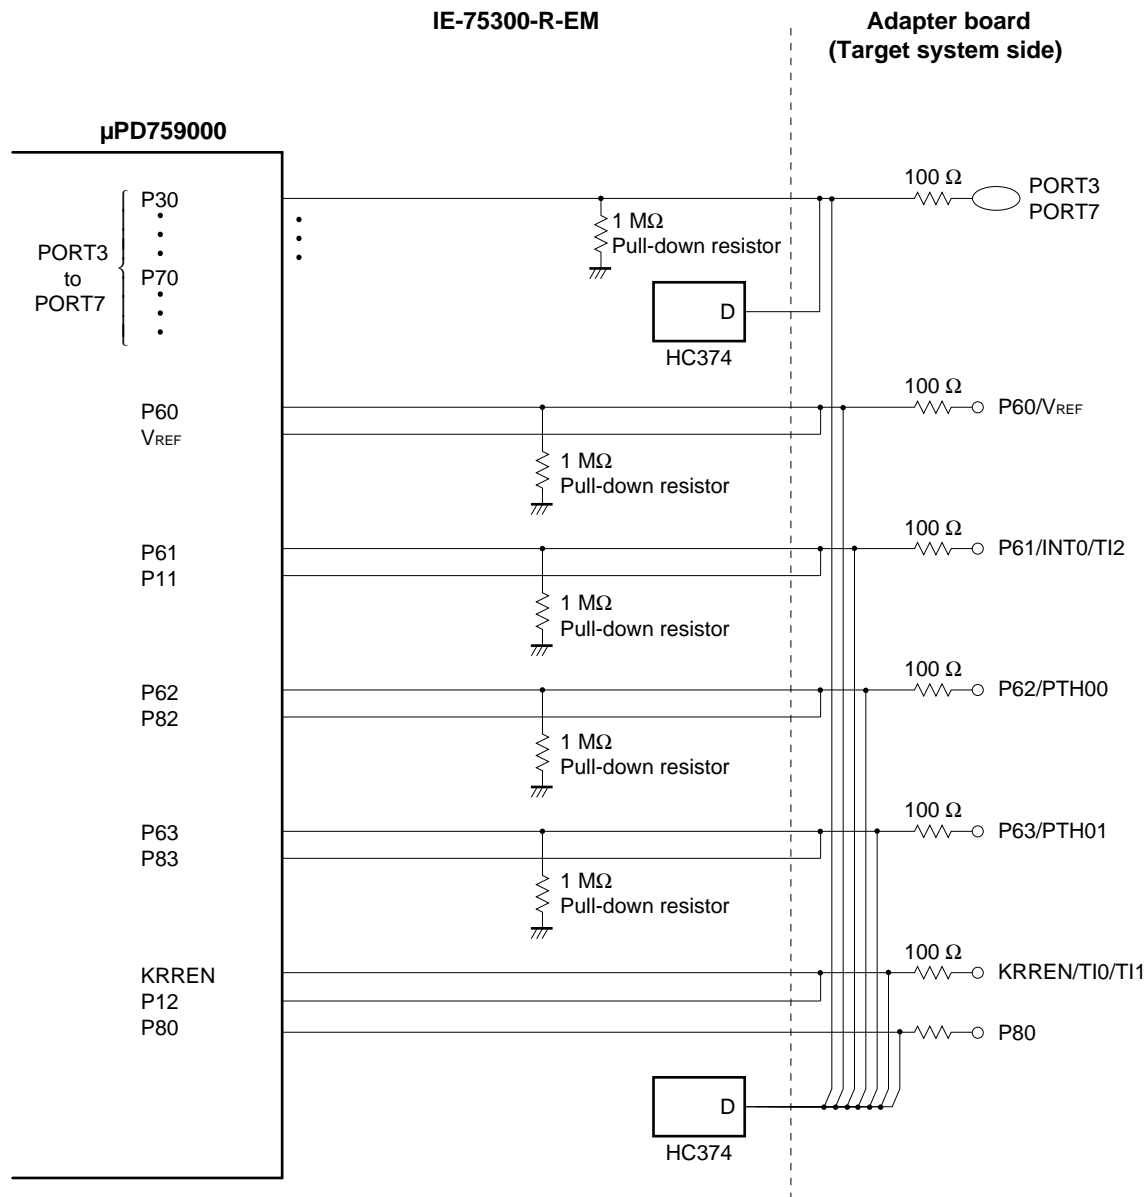 IE-75300-R-EM
Adapter board
(Target system side)
µPD759000
P30
P70
PORT3
to
PORT7
100 Ω
PORT3
PORT7
1 MΩ
Pull-down resistor
D
HC374
P60
VREF
100 Ω
P60/VREF
1 MΩ
Pull-down resistor
P61
P11
100 Ω
P61/INT0/TI2
1 MΩ
Pull-down resistor
P62
P82
100 Ω
P62/PTH00
1 MΩ
Pull-down resistor
P63
P83
100 Ω
P63/PTH01
1 MΩ
Pull-down resistor
KRREN
P12
P80
100 Ω
KRREN/TI0/TI1
P80
D
HC374